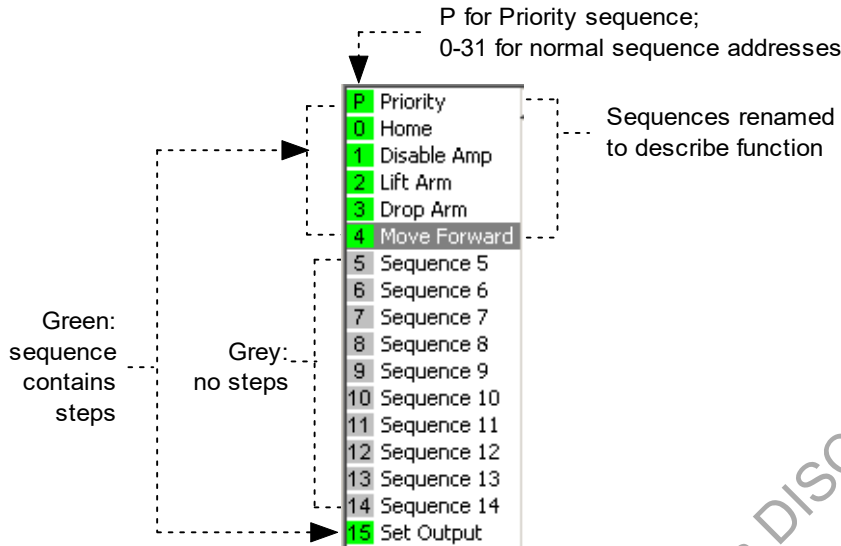 P for Priority sequence;
0-31 for normal sequence addresses
P Priority
0 Home
1 Disable Amp
2 Lift Arm
3 Drop Arm
4 Move Forward
5 Sequence 5
6 Sequence 6
7 Sequence 7
8 Sequence 8
9 Sequence 9
10 Sequence 10
11 Sequence 11
12 Sequence 12
13 Sequence 13
14 Sequence 14
15 Set Output
Sequences renamed
to describe function
Green:
sequence
contains
steps
Grey:
no steps
DISC